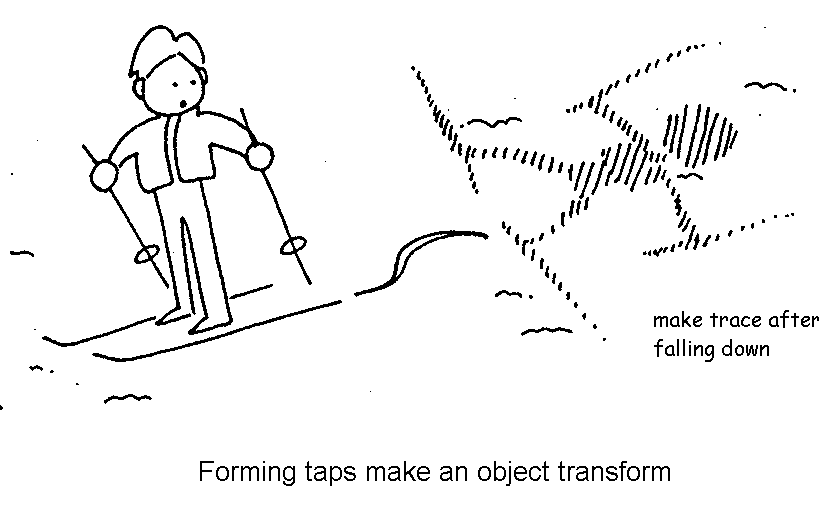 make trace after
falling down
Forming taps make an object transform